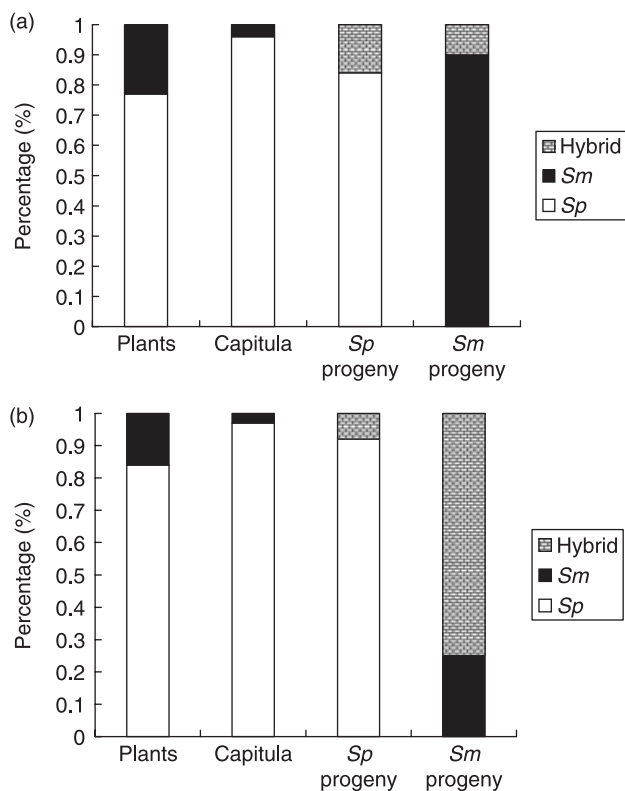 (a)
Percentage (%)
1
0.9
0.8
0.7
0.6
0.5
0.4
0.3
0.2
0.1
0
Plants
Capitula
Sp
progeny
Sm
progeny
Hybrid
Sm
Sp
(b)
Percentage (%)
1
0.9
0.8
0.7
0.6
0.5
0.4
0.3
0.2
0.1
0
Plants
Capitula
Sp
progeny
Sm
progeny
Hybrid
Sm
Sp